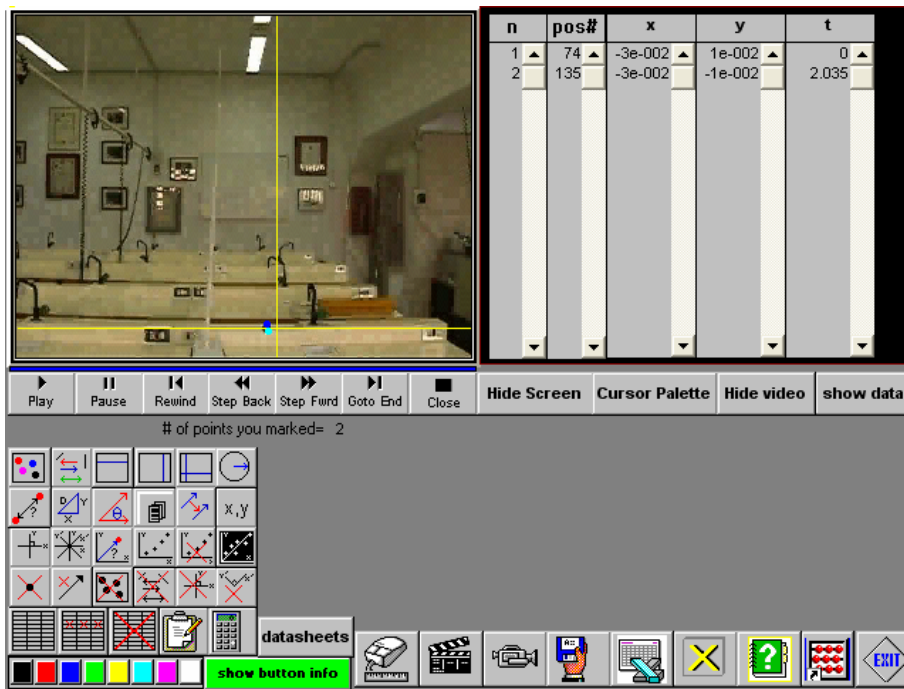 n pos# x y t
1 74 -3e-002 1e-002 0
2 135 -3e-002 -1e-002 2.035
Play Pause Rewind Step Back Step Fwrd Goto End Close Hide Screen Cursor Palette Hide video show data
# of points you marked= 2
? D Y X θ x,y
Y X Y X Y' X' Y ? X Y X Y X Y X
X Y X Y' X'
datasheets
show button info
A: ? EXIT